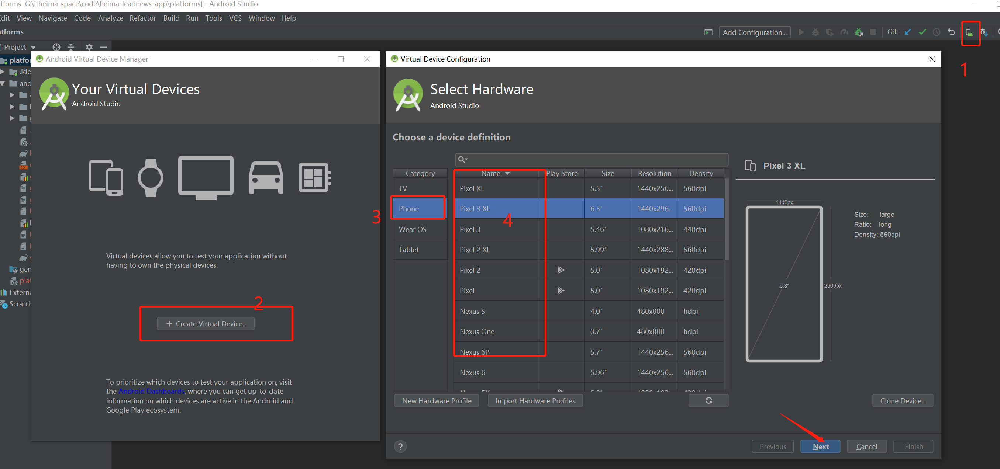 tforms [G:\itheima-space\code\heima-leadnews-app\platforms] - Android Studio
Edit View Navigate Code Analyze Refactor Build Run Tools VCS Window Help
atforms
Add Configuration...
Git:
1
Project
platfor
.ide
and
gen
plat
Externa
Scratch
Android Virtual Device Manager
Your Virtual Devices
Android Studio
Virtual devices allow you to test your application without
having to own the physical devices.
2
Create Virtual Device...
To prioritize which devices to test your application on, visit
the Android Dashboards, where you can get up-to-date
information on which devices are active in the Android and
Google Play ecosystem.
Virtual Device Configuration
Select Hardware
Android Studio
Choose a device definition
Category
TV
Phone
Wear OS
Tablet
3
4
Name Play Store Size Resolution Density
Pixel XL 5.5" 1440x256... 560dpi
Pixel 3 XL 6.3" 1440x296... 560dpi
Pixel 3 5.46" 1080x216... 440dpi
Pixel 2 XL 5.99" 1440x288... 560dpi
Pixel 2 5.0" 1080x192... 420dpi
Pixel 5.0" 1080x192... 420dpi
Nexus S 4.0" 480x800 hdpi
Nexus One 3.7" 480x800 hdpi
Nexus 6P 5.7" 1440x256... 560dpi
Nexus 6 5.96" 1440x256... 560dpi
Pixel 3 XL
1440px
6.3"
2960px
Size: large
Ratio: long
Density: 560dpi
New Hardware Profile
Import Hardware Profiles
Clone Device...
?
Previous
Next
Cancel
Finish